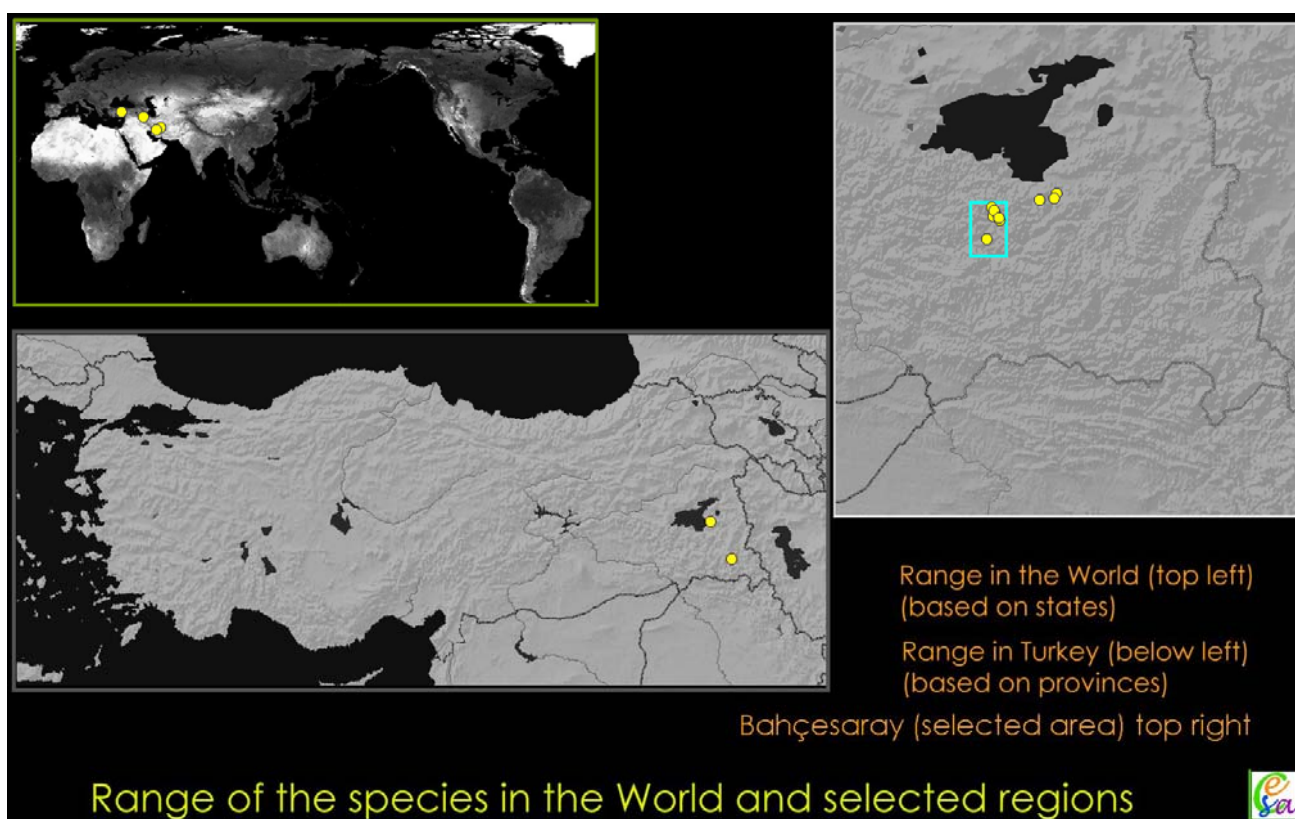 Range in the World (top left)
(based on states)
Range in Turkey (below left)
(based on provinces)
Bahçesaray (selected area) top right
Range of the species in the World and selected regions
esa